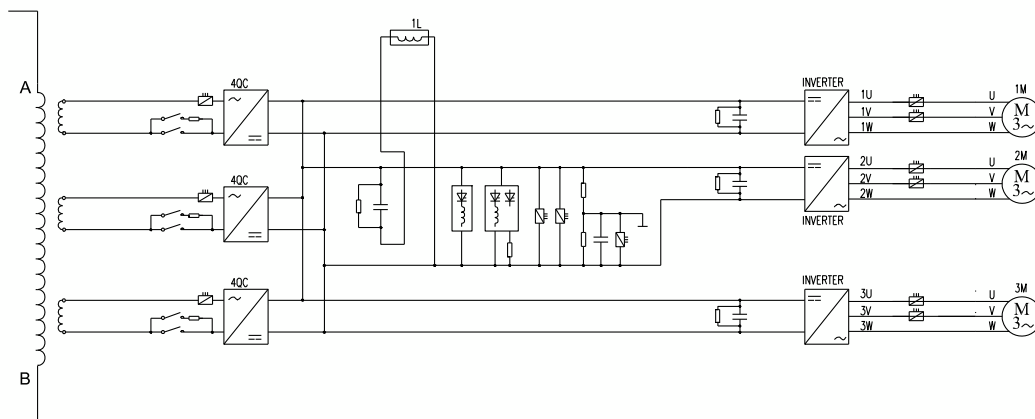 1L
A
4QC
INVERTER
1U
1V
1W
U
V
W
1M
M
3~
4QC
2U
2V
2W
INVERTER
U
V
W
2M
M
3~
4QC
INVERTER
3U
3V
3W
U
V
W
3M
M
3~
B